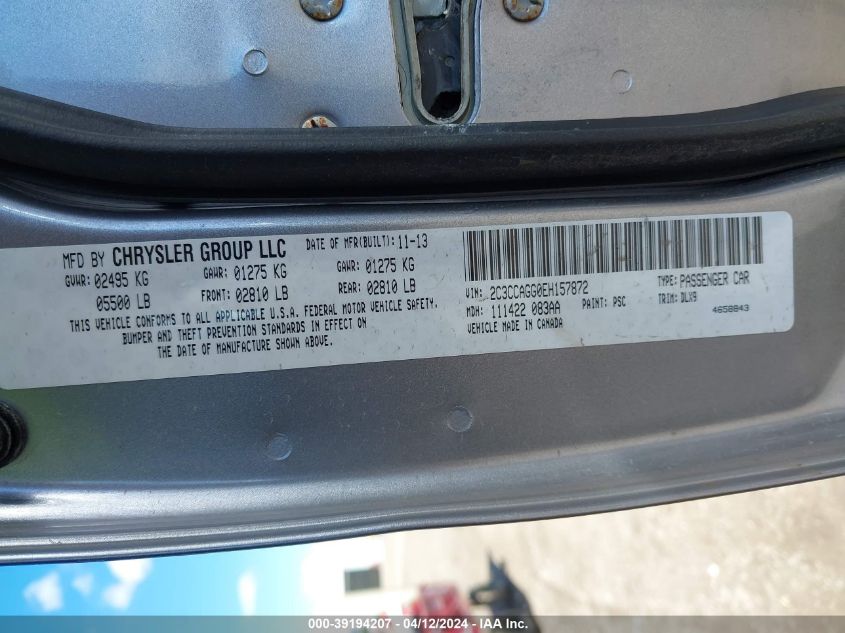 MFD BY CHRYSLER GROUP LLC DATE OF MFR(BUILT): 11-13
GVWR: 02495 KG GAWR: 01275 KG GAWR: 01275 KG
05500 LB FRONT: 02810 LB REAR: 02810 LB
THIS VEHICLE CONFORMS TO ALL APPLICABLE U.S.A. FEDERAL MOTOR VEHICLE SAFETY,
BUMPER AND THEFT PREVENTION STANDARDS IN EFFECT ON
THE DATE OF MANUFACTURE SHOWN ABOVE.
VIN: 2C3CCAGG0EH157872 TYPE: PASSENGER CAR
MDH: 111422 083AA PAINT: PSC TRIM: DLX9
VEHICLE MADE IN CANADA 4658843
000-39194207 - 04/12/2024 - IAA Inc.